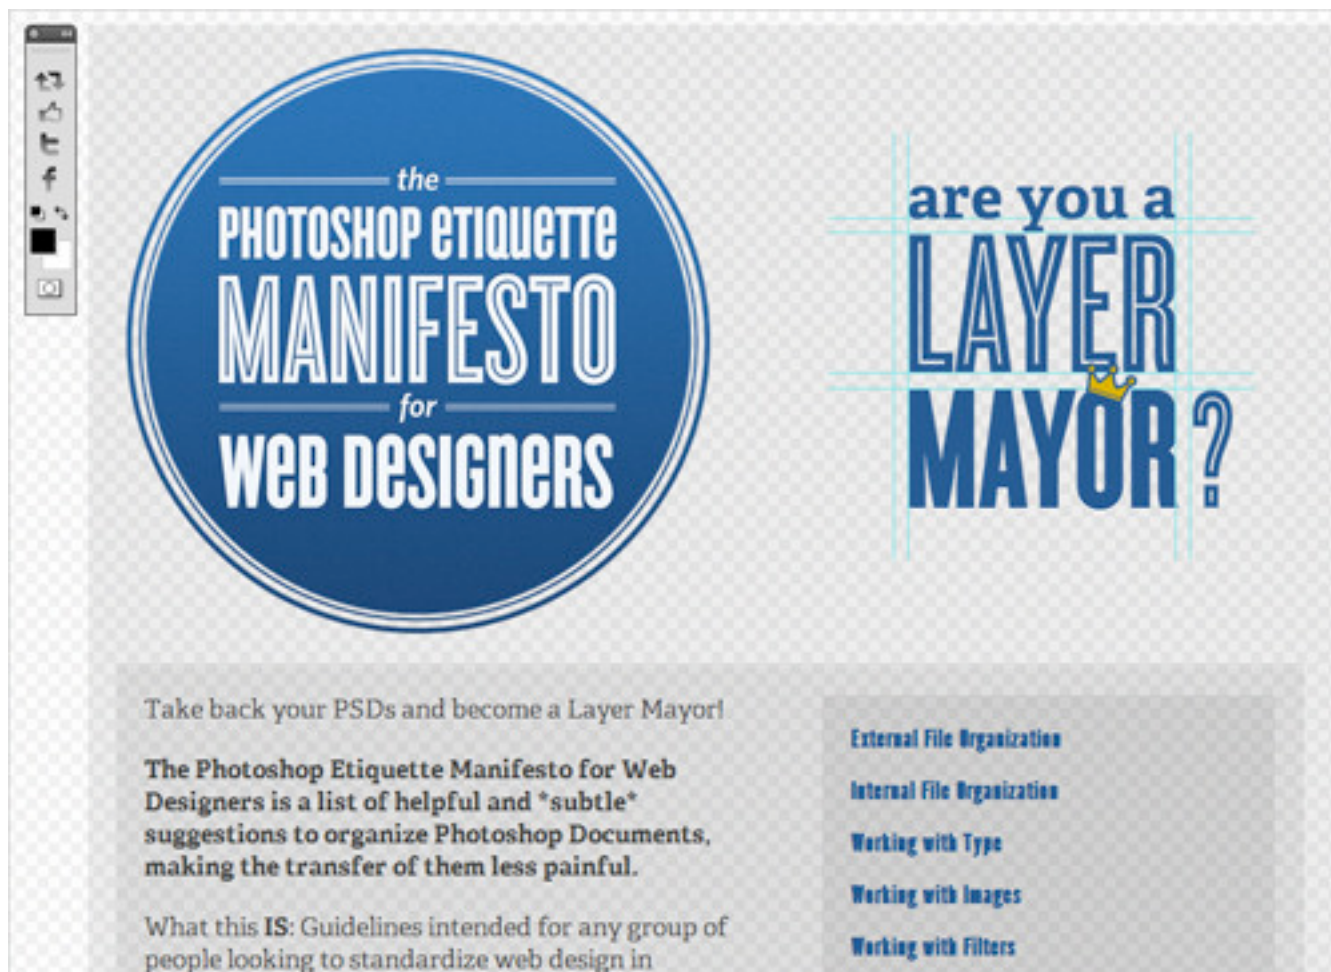 the
PHOTOSHOP eTIQUeTTe
MANIFESTO
for
WeB DeSIGNeRS
are you a
LAYER
MAYOR?
Take back your PSDs and become a Layer Mayor!
The Photoshop Etiquette Manifesto for Web
Designers is a list of helpful and *subtle*
suggestions to organize Photoshop Documents,
making the transfer of them less painful.
What this IS: Guidelines intended for any group of
people looking to standardize web design in
External File Organization
Internal File Organization
Working with Type
Working with Images
Working with Filters